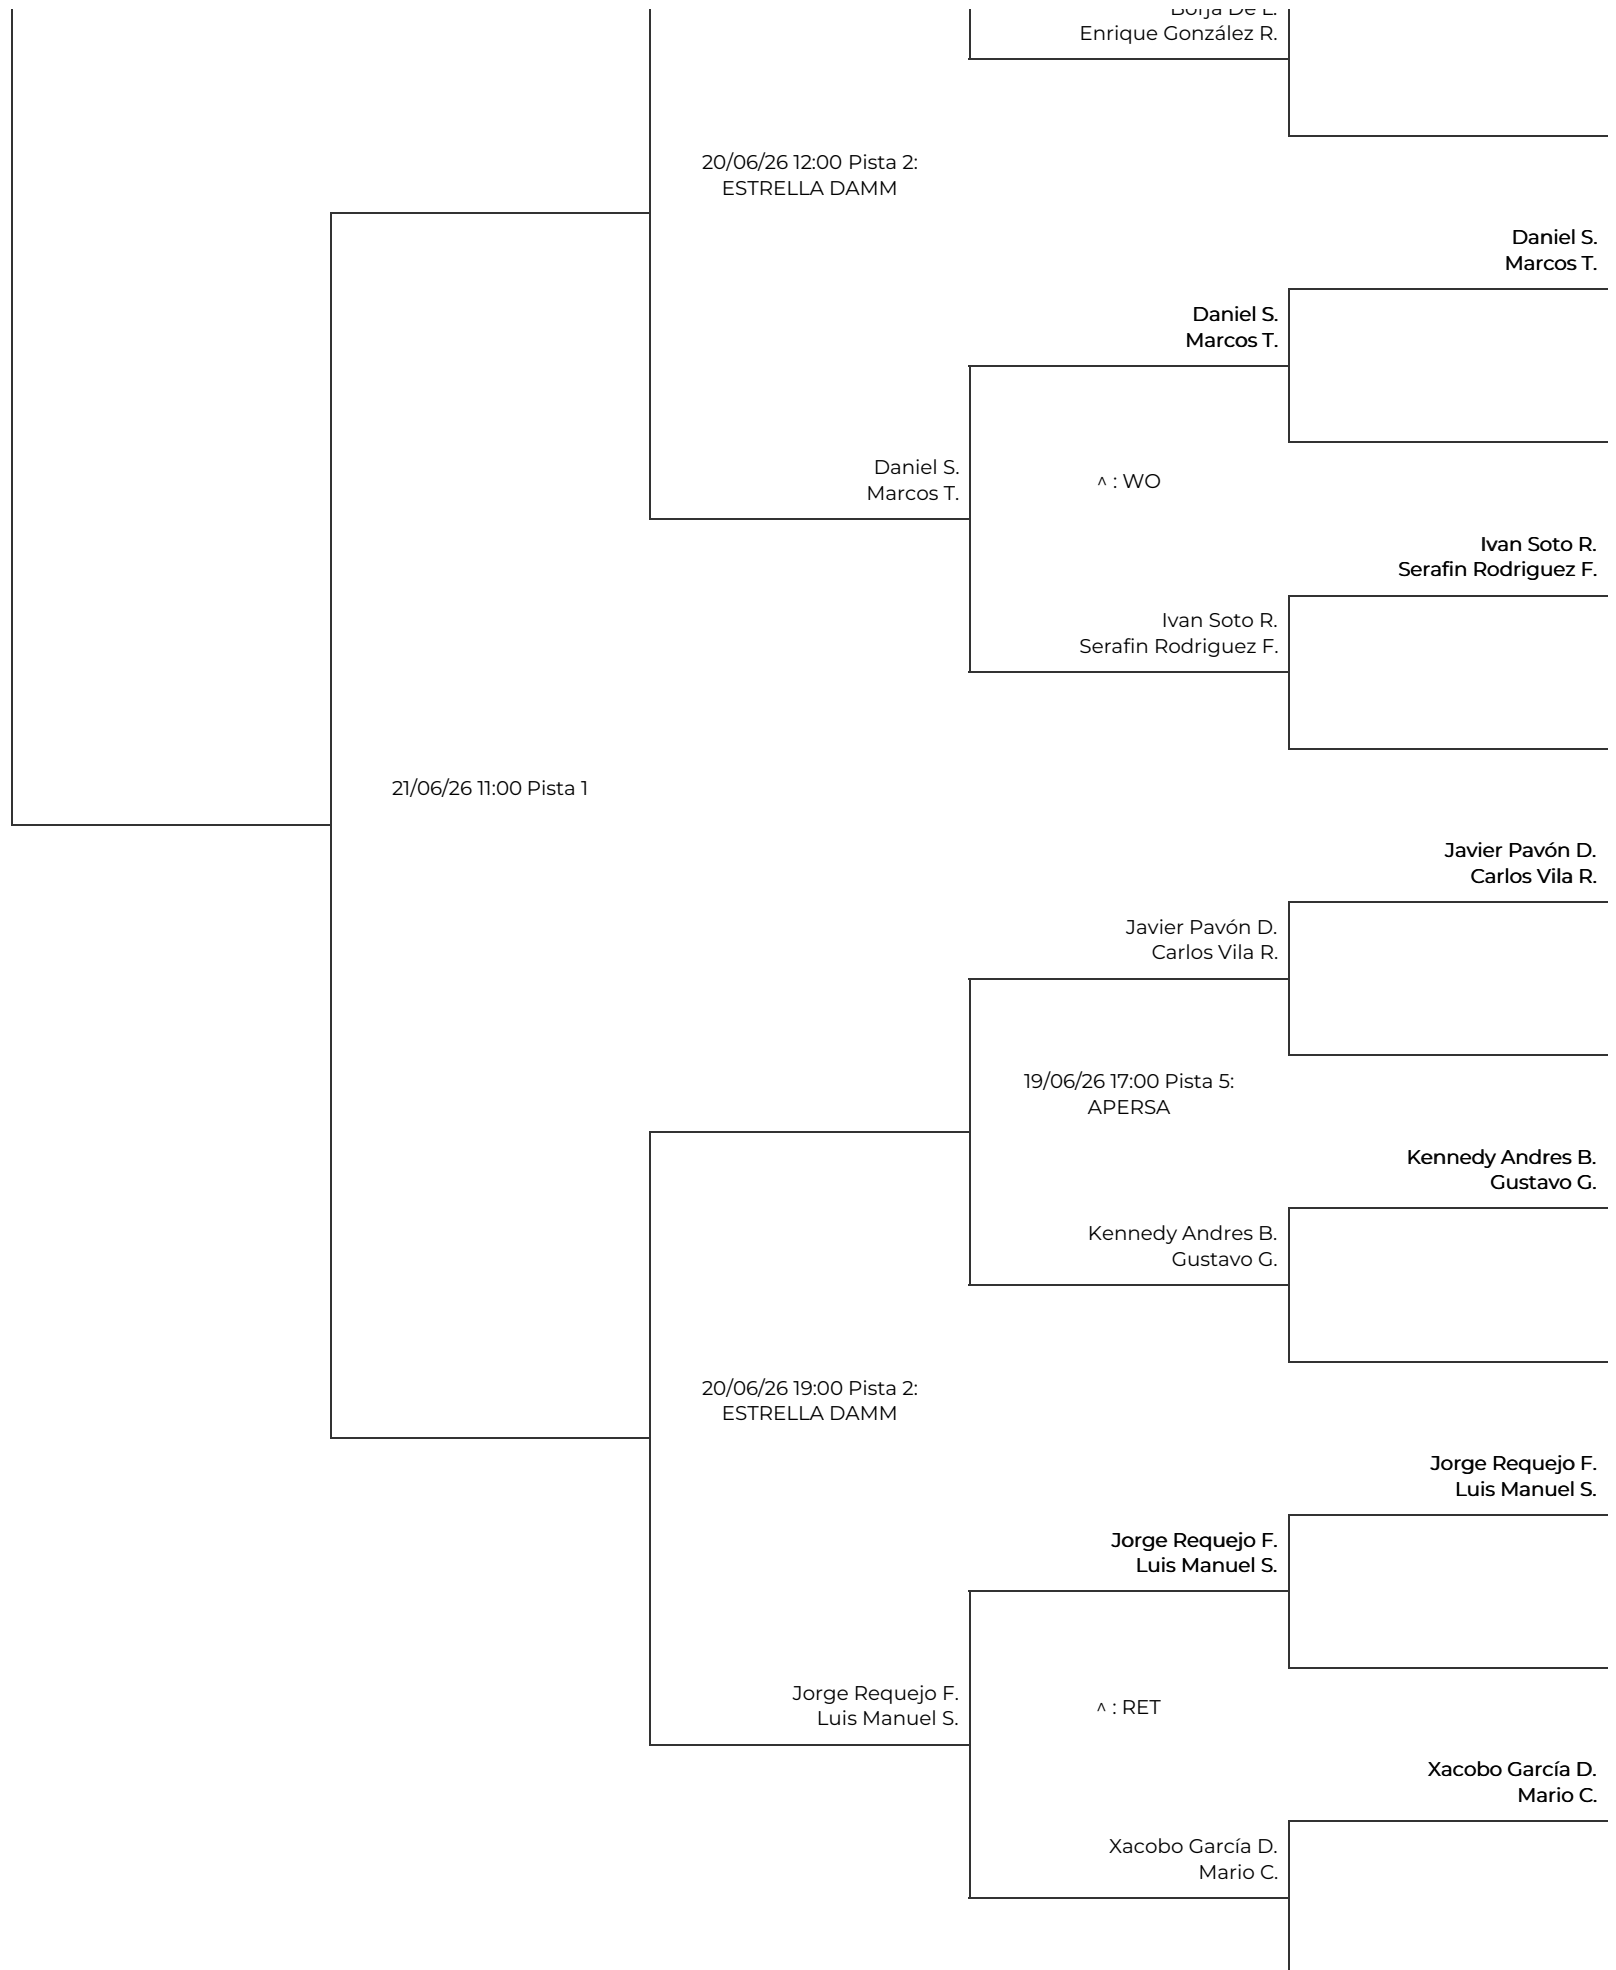 Borja De L.
Enrique González R.
20/06/26 12:00 Pista 2:
ESTRELLA DAMM
Daniel S.
Marcos T.
Daniel S.
Marcos T.
Daniel S.
Marcos T.
^ : WO
Ivan Soto R.
Serafin Rodriguez F.
Ivan Soto R.
Serafin Rodriguez F.
21/06/26 11:00 Pista 1
Javier Pavón D.
Carlos Vila R.
Javier Pavón D.
Carlos Vila R.
19/06/26 17:00 Pista 5:
APERSA
Kennedy Andres B.
Gustavo G.
Kennedy Andres B.
Gustavo G.
20/06/26 19:00 Pista 2:
ESTRELLA DAMM
Jorge Requejo F.
Luis Manuel S.
Jorge Requejo F.
Luis Manuel S.
Jorge Requejo F.
Luis Manuel S.
^ : RET
Xacobo García D.
Mario C.
Xacobo García D.
Mario C.